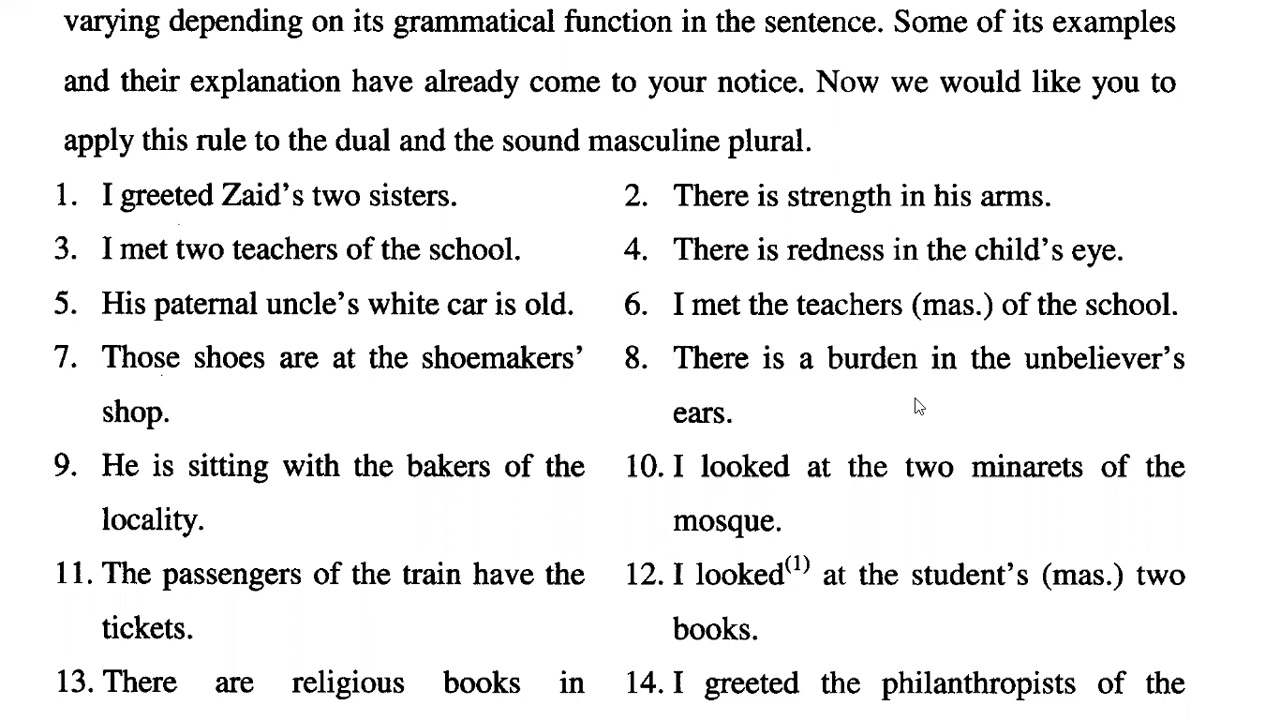 varying depending on its grammatical function in the sentence. Some of its examples
and their explanation have already come to your notice. Now we would like you to
apply this rule to the dual and the sound masculine plural.
1. I greeted Zaid's two sisters.
2. There is strength in his arms.
3. I met two teachers of the school.
4. There is redness in the child's eye.
5. His paternal uncle's white car is old.
6. I met the teachers (mas.) of the school.
7. Those shoes are at the shoemakers'
shop.
8. There is a burden in the unbeliever's
ears.
9. He is sitting with the bakers of the
locality.
10. I looked at the two minarets of the
mosque.
11. The passengers of the train have the
tickets.
12. I looked(1) at the student's (mas.) two
books.
13. There are religious books in
14. I greeted the philanthropists of the